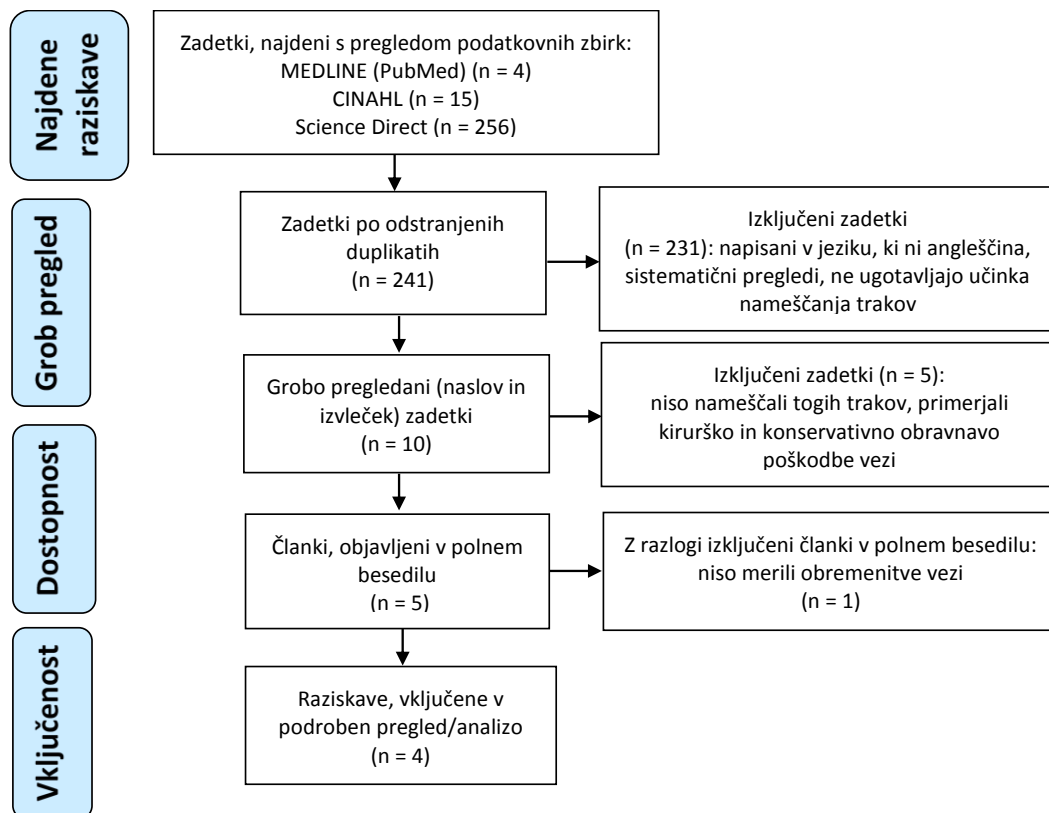 Najdene
raziskave
Zadetki, najdeni s pregledom podatkovnih zbirk:
MEDLINE (PubMed) (n = 4)
CINAHL (n = 15)
Science Direct (n = 256)
Grob pregled
Zadetki po odstranjenih
duplikatih
(n = 241)
Izključeni zadetki
(n = 231): napisani v jeziku, ki ni angleščina,
sistematični pregledi, ne ugotavljajo učinka
nameščanja trakov
Grobo pregledani (naslov in
izvleček) zadetki
(n = 10)
Izključeni zadetki (n = 5):
niso nameščali togih trakov, primerjali
kirurško in konservativno obravnavo
poškodbe vezi
Dostopnost
Članki, objavljeni v polnem
besedilu
(n = 5)
Z razlogi izključeni članki v polnem besedilu:
niso merili obremenitve vezi
(n = 1)
Vključenost
Raziskave, vključene v
podroben pregled/analizo
(n = 4)